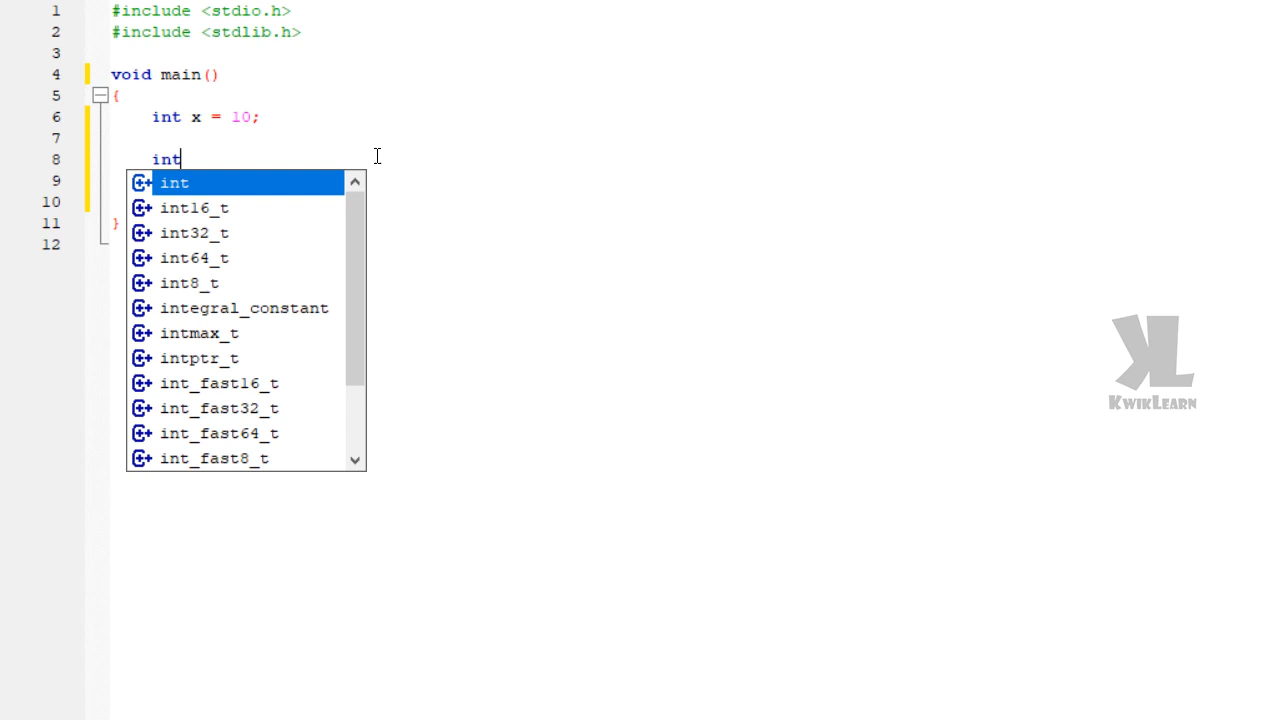 1 #include <stdio.h>
2 #include <stdlib.h>
3
4 void main()
5 {
6 int x = 10;
7
8 int
9
10
11 }
12
int
int16_t
int32_t
int64_t
int8_t
integral_constant
intmax_t
intptr_t
int_fast16_t
int_fast32_t
int_fast64_t
int_fast8_t
KL
KwikLearn